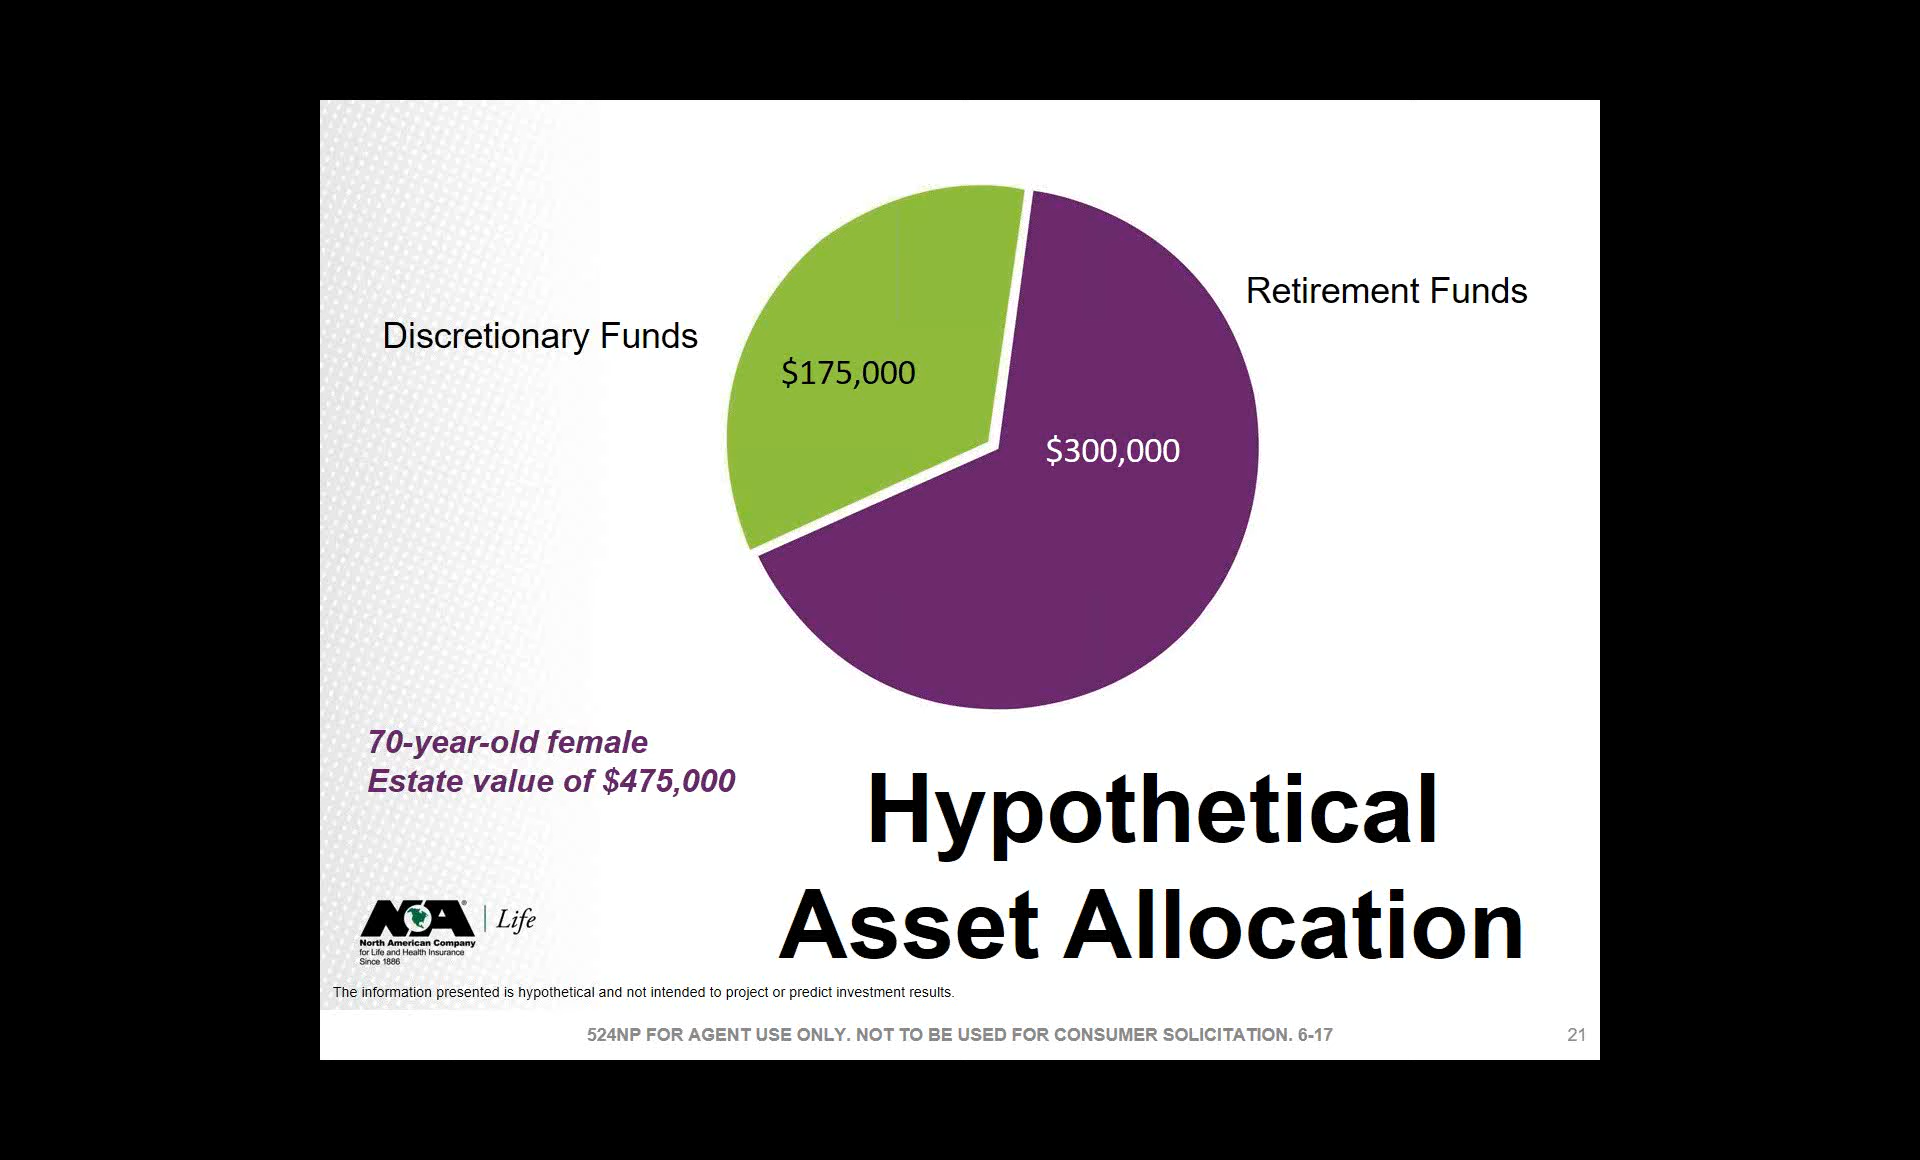 Retirement Funds
Discretionary Funds
$175,000
$300,000
70-year-old female
Estate value of $475,000
Hypothetical
Asset Allocation
NA® | Life
North American Company
for Life and Health Insurance
Since 1886
The information presented is hypothetical and not intended to project or predict investment results.
524NP FOR AGENT USE ONLY. NOT TO BE USED FOR CONSUMER SOLICITATION. 6-17
21